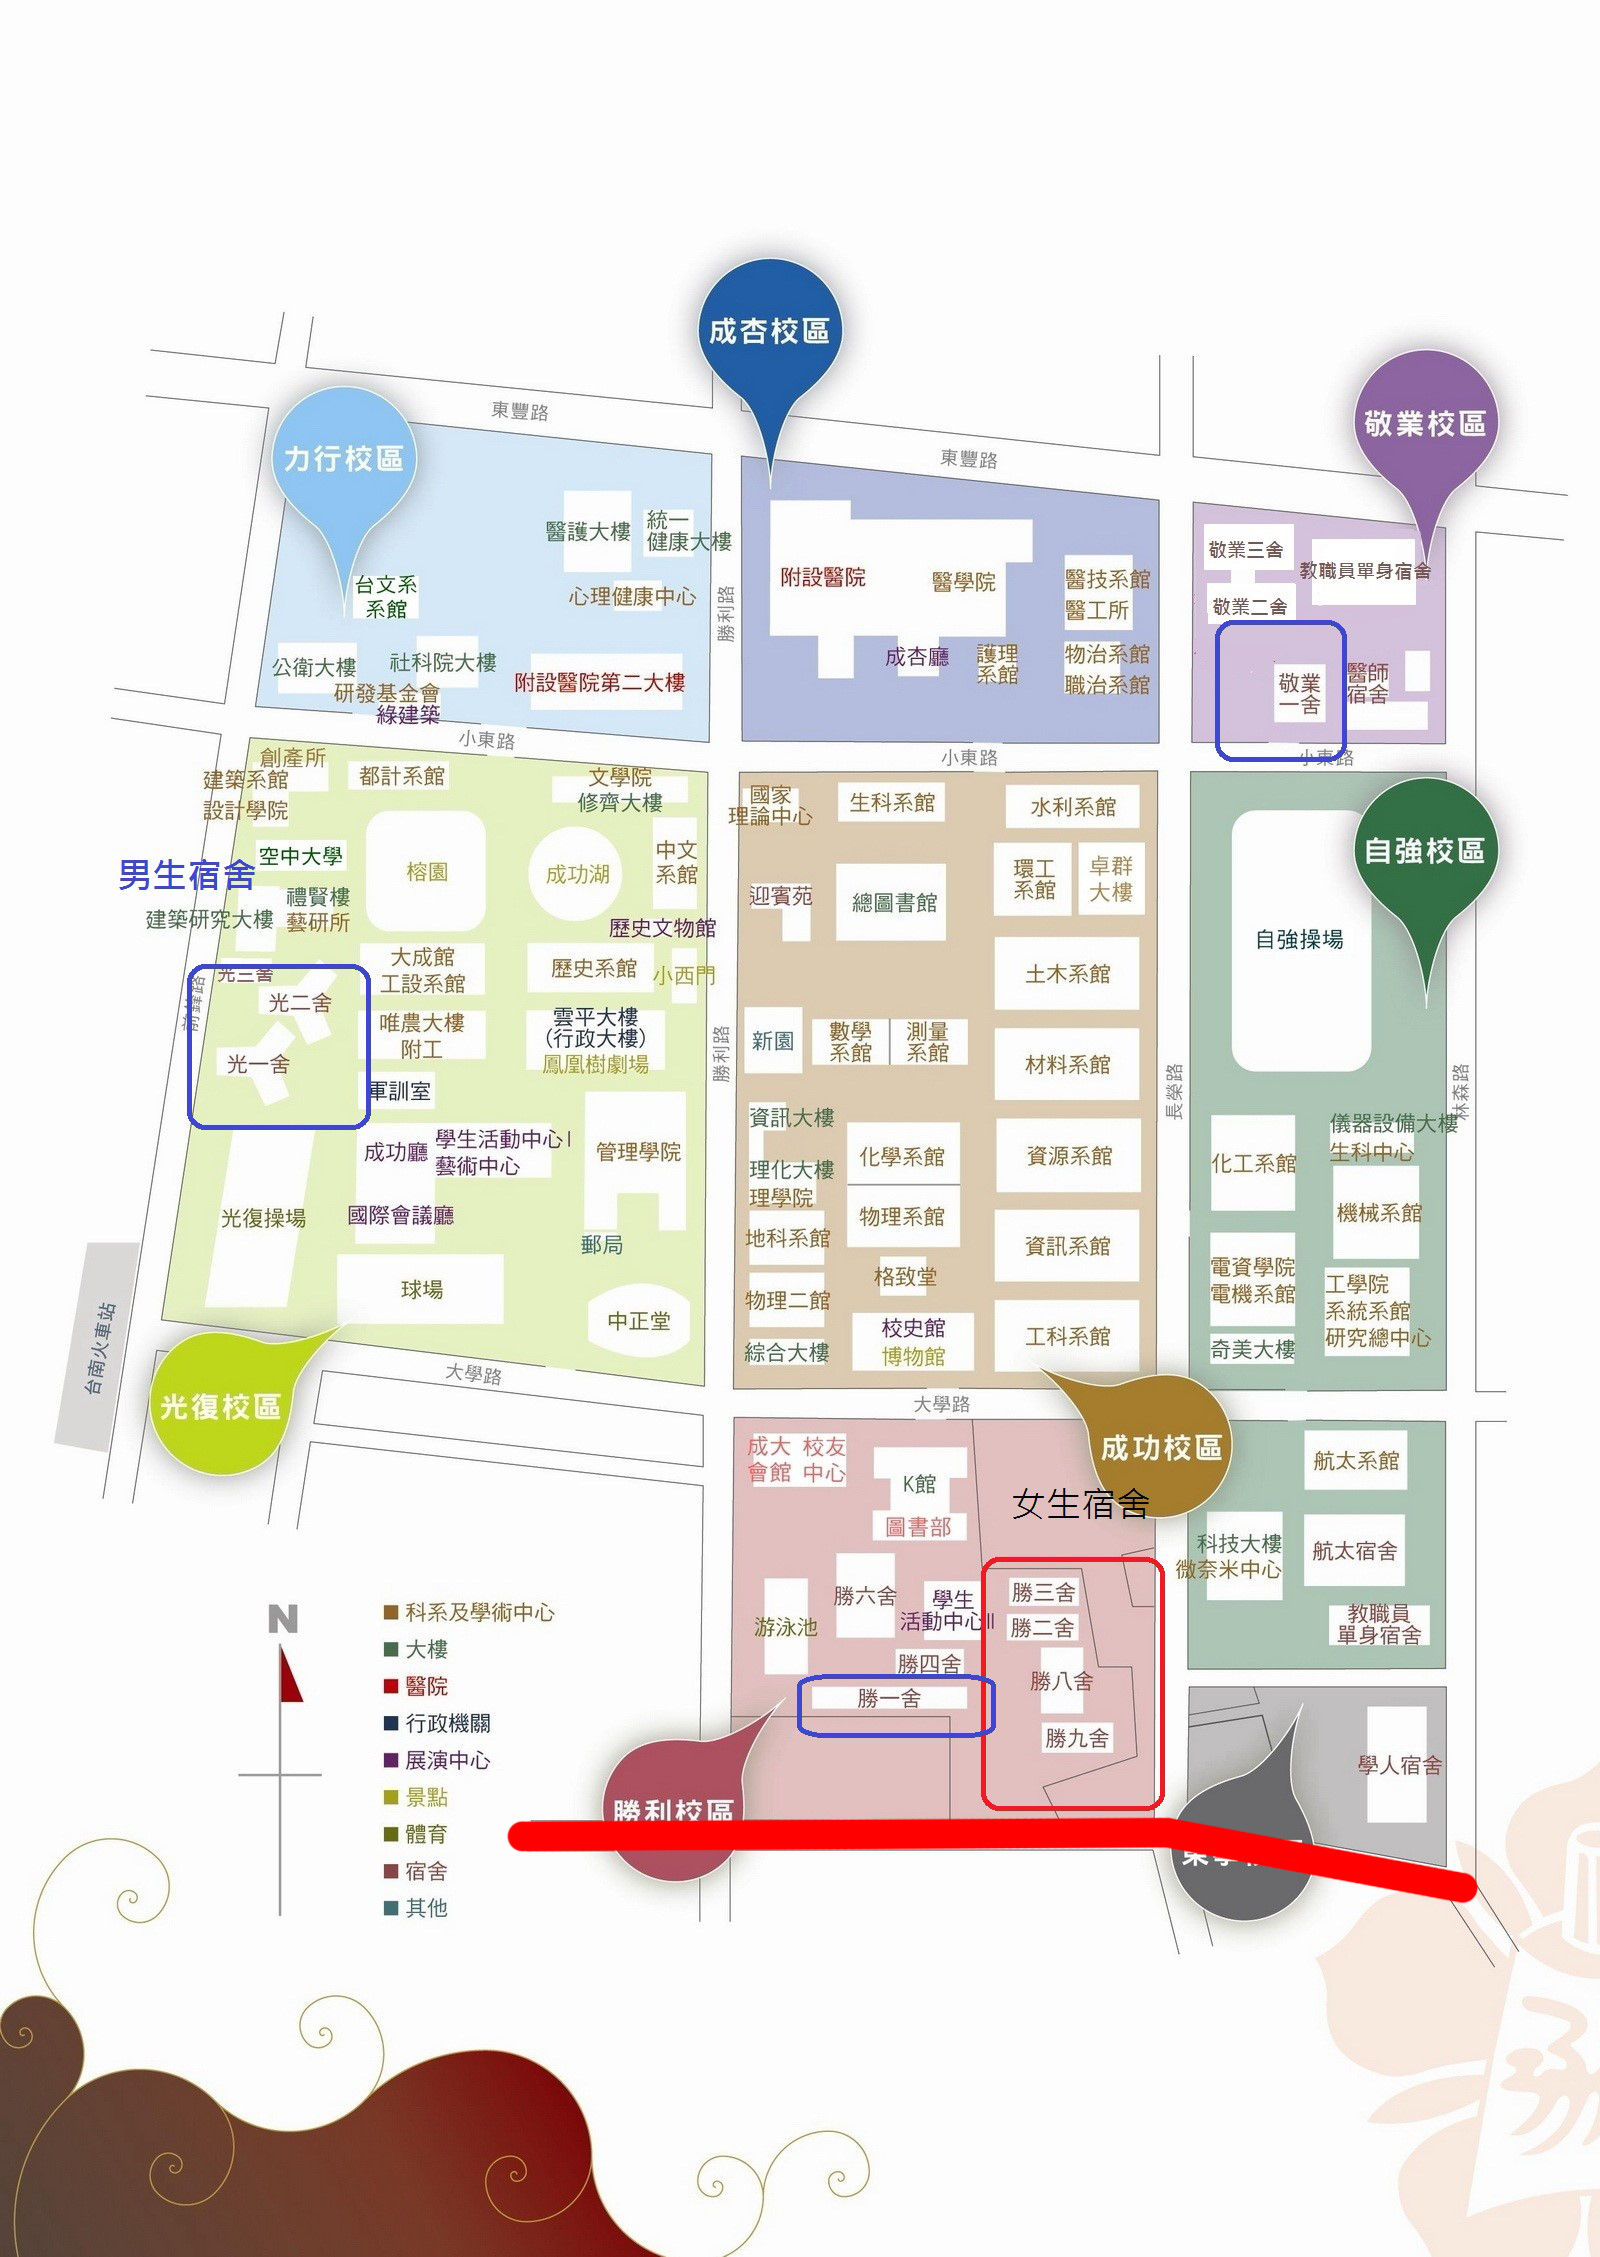 成杏校區
敬業校區
力行校區
東豐路
東豐路
醫護大樓
統一
健康大樓
心理健康中心
台文系
系館
公衛大樓
社科院大樓
研發基金會
綠建築
附設醫院第二大樓
勝利路
附設醫院
醫學院
醫技系館
醫工所
成杏廳
護理
系館
物治系館
職治系館
敬業三舍
教職員單身宿舍
敬業二舍
敬業
一舍
醫師
宿舍
小東路
小東路
小東路
創產所
建築系館
設計學院
都計系館
文學院
修齊大樓
空中大學
榕園
成功湖
中文
系館
男生宿舍
禮賢樓
建築研究大樓
藝研所
歷史文物館
大成館
工設系館
歷史系館
小西門
光三舍
光二舍
前鋒路
唯農大樓
附工
雲平大樓
(行政大樓)
鳳凰樹劇場
光一舍
軍訓室
勝利路
成功廳
學生活動中心I
藝術中心
管理學院
光復操場
國際會議廳
郵局
球場
中正堂
台南火車站
光復校區
大學路
國家
理論中心
生科系館
水利系館
環工
系館
卓群
大樓
迎賓苑
總圖書館
土木系館
新園
數學
系館
測量
系館
材料系館
資訊大樓
化學系館
資源系館
理化大樓
理學院
物理系館
地科系館
資訊系館
格致堂
物理二館
校史館
博物館
工科系館
綜合大樓
長榮路
自強校區
自強操場
林森路
儀器設備大樓
生科中心
化工系館
機械系館
電資學院
電機系館
工學院
系統系館
研究總中心
奇美大樓
大學路
成功校區
成大
會館
校友
中心
K館
圖書部
女生宿舍
航太系館
科技大樓
微奈米中心
航太宿舍
教職員
單身宿舍
勝六舍
學生
活動中心II
游泳池
勝四舍
勝一舍
勝三舍
勝二舍
勝八舍
勝九舍
勝利校區
學人宿舍
N
科系及學術中心
大樓
醫院
行政機關
展演中心
景點
體育
宿舍
其他